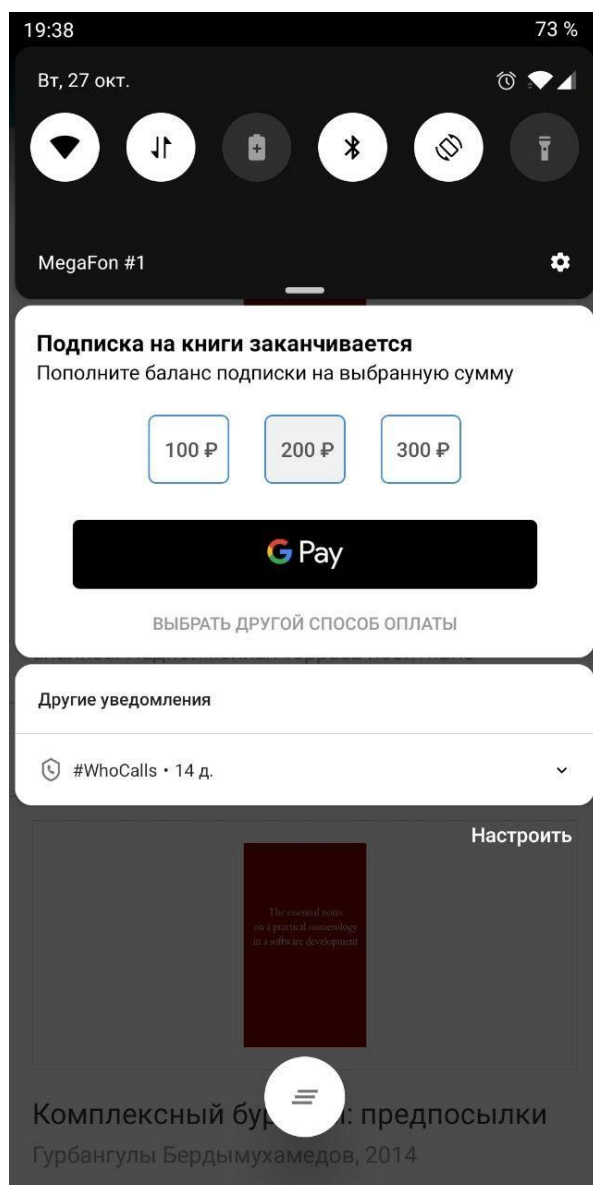 19:38 73 %
Вт, 27 окт.
MegaFon #1
Подписка на книги заканчивается
Пополните баланс подписки на выбранную сумму
100 ₽ 200 ₽ 300 ₽
G Pay
ВЫБРАТЬ ДРУГОЙ СПОСОБ ОПЛАТЫ
Другие уведомления
#WhoCalls • 14 д.
Настроить
The essential notes
on a practical numerology
in a software development
Комплексный предпосылки
Гурбангулы Бердымухамедов, 2014